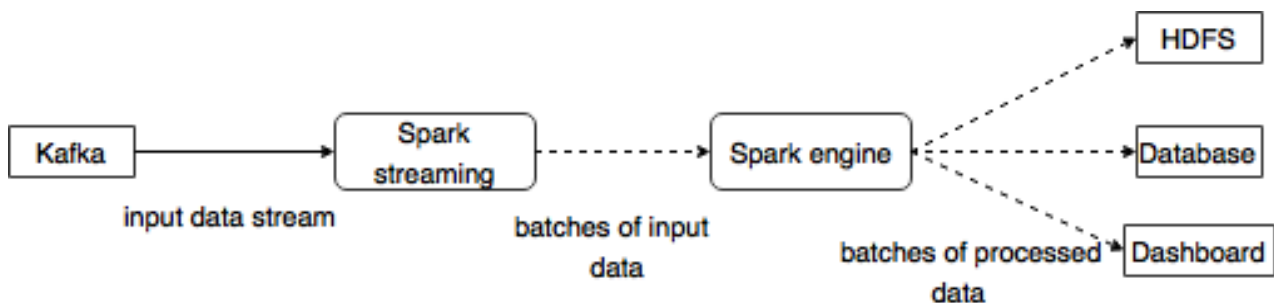 HDFS
Kafka
Spark
streaming
Spark engine
Database
input data stream
batches of input
data
batches of processed
data
Dashboard